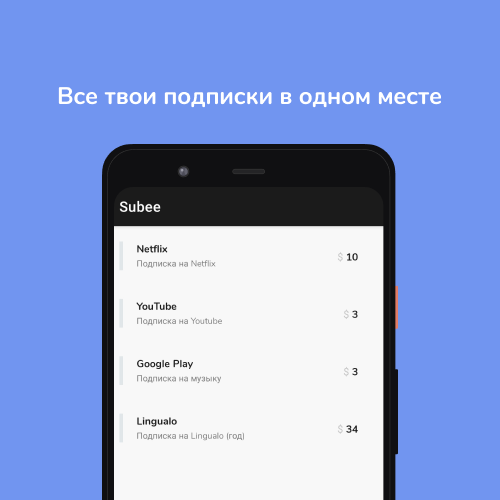 Все твои подписки в одном месте
Subee
Netflix
Подписка на Netflix
$ 10
YouTube
Подписка на Youtube
$ 3
Google Play
Подписка на музыку
$ 3
Lingualo
Подписка на Lingualo (год)
$ 34